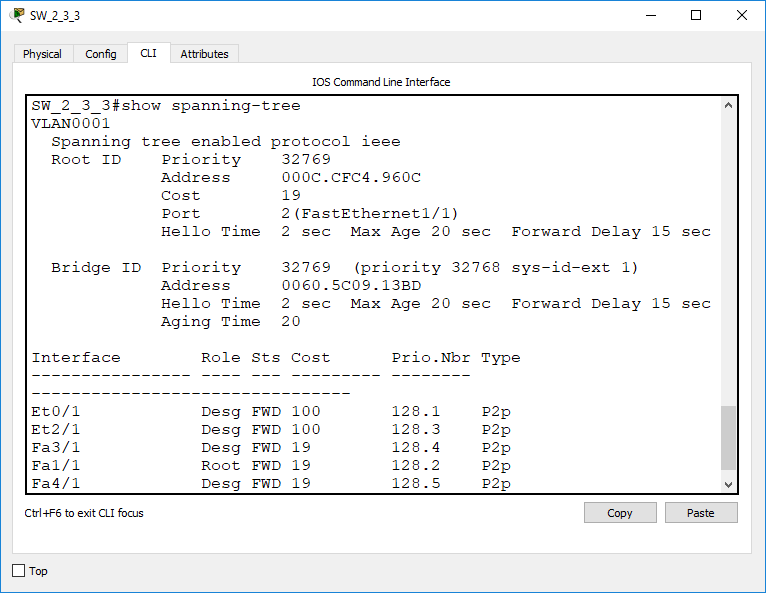 SW_2_3_3
Physical Config CLI Attributes
IOS Command Line Interface
SW_2_3_3#show spanning-tree
VLAN0001
  Spanning tree enabled protocol ieee
  Root ID    Priority    32769
             Address     000C.CFC4.960C
             Cost        19
             Port        2(FastEthernet1/1)
             Hello Time  2 sec  Max Age 20 sec  Forward Delay 15 sec

  Bridge ID  Priority    32769  (priority 32768 sys-id-ext 1)
             Address     0060.5C09.13BD
             Hello Time  2 sec  Max Age 20 sec  Forward Delay 15 sec
             Aging Time  20

Interface        Role Sts Cost      Prio.Nbr Type
---------------- ---- --- --------- --------
--------------------------------
Et0/1            Desg FWD 100       128.1    P2p
Et2/1            Desg FWD 100       128.3    P2p
Fa3/1            Desg FWD 19        128.4    P2p
Fa1/1            Root FWD 19        128.2    P2p
Fa4/1            Desg FWD 19        128.5    P2p
Ctrl+F6 to exit CLI focus
Copy Paste
Top